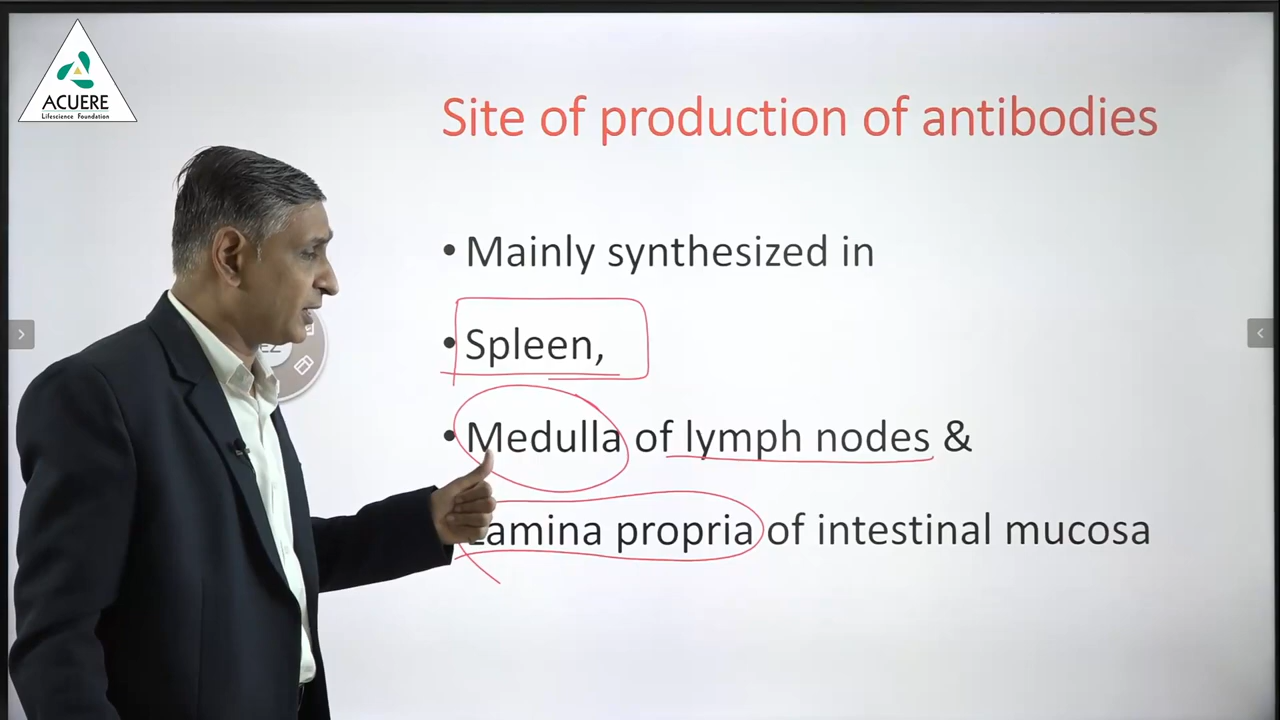 ACUERE
Lifescience Foundation
Site of production of antibodies
• Mainly synthesized in
• Spleen,
• Medulla of lymph nodes &
Lamina propria of intestinal mucosa